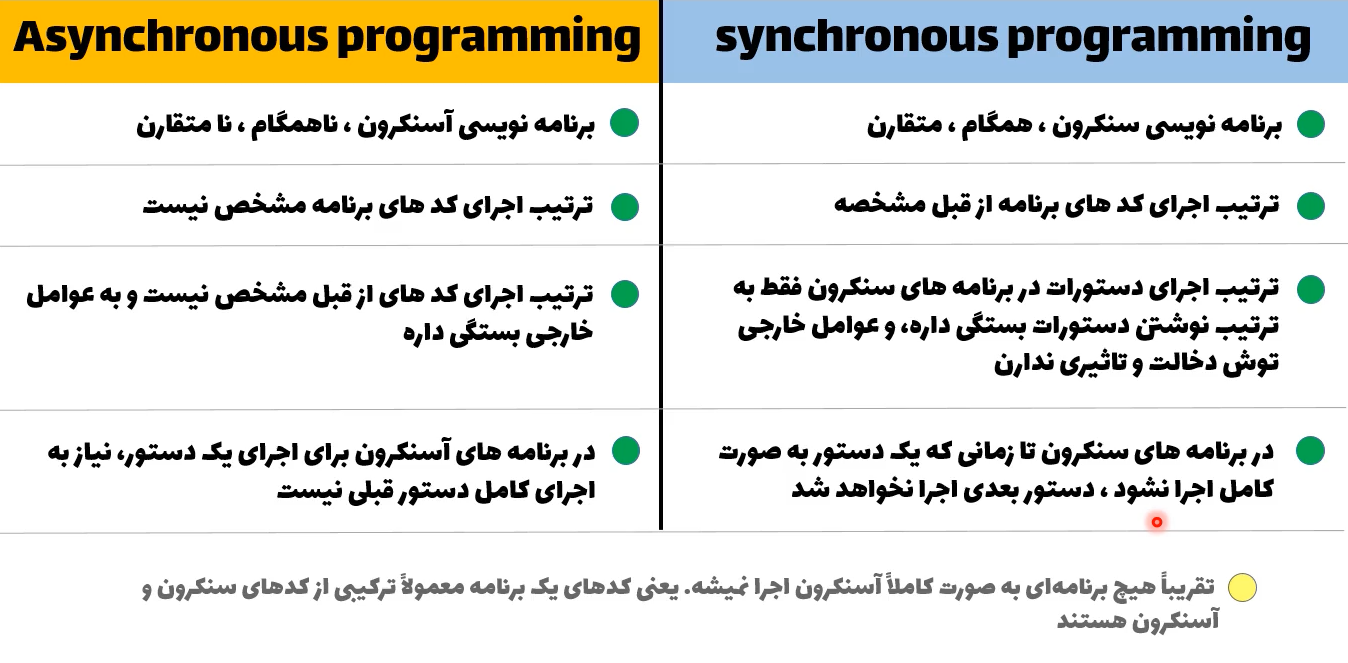 synchronous programming
برنامه نویسی سنکرون ، همگام ، متقارن
ترتیب اجرای کد های برنامه از قبل مشخصه
ترتیب اجرای دستورات در برنامه های سنکرون فقط به
ترتیب نوشتن دستورات بستگی داره، و عوامل خارجی
توش دخالت و تاثیری ندارن
در برنامه های سنکرون تا زمانی که یک دستور به صورت
کامل اجرا نشود ، دستور بعدی اجرا نخواهد شد
Asynchronous programming
برنامه نویسی آسنکرون ، ناهمگام ، نا متقارن
ترتیب اجرای کد های برنامه مشخص نیست
ترتیب اجرای کد های از قبل مشخص نیست و به عوامل
خارجی بستگی داره
در برنامه های آسنکرون برای اجرای یک دستور، نیاز به
اجرای کامل دستور قبلی نیست
تقریباً هیچ برنامه‌ای به صورت کاملاً آسنکرون اجرا نمیشه. یعنی کدهای یک برنامه معمولاً ترکیبی از کدهای سنکرون و
آسنکرون هستند